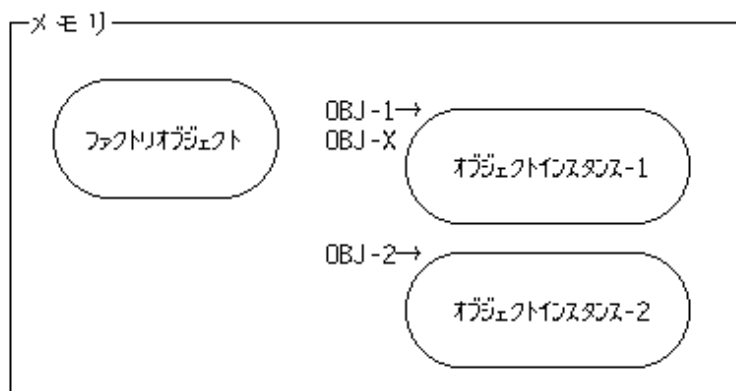 メモリ
ファクトリオブジェクト
OBJ-1→
OBJ-X
オブジェクトインスタンス-1
OBJ-2→
オブジェクトインスタンス-2